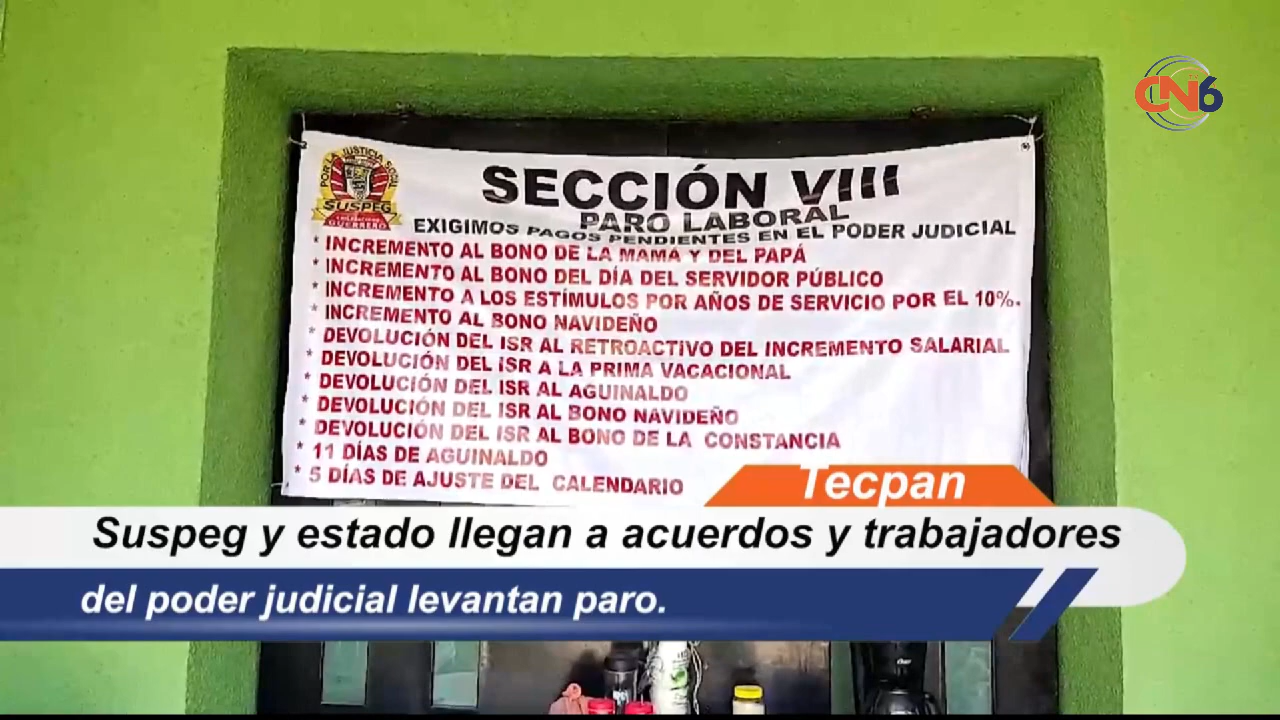 CN6
POR LA JUSTICIA SOCIAL
SUSPEG
GUERRERO
SECCIÓN VIII
PARO LABORAL
EXIGIMOS PAGOS PENDIENTES EN EL PODER JUDICIAL
* INCREMENTO AL BONO DE LA MAMÁ Y DEL PAPÁ
* INCREMENTO AL BONO DEL DÍA DEL SERVIDOR PÚBLICO
* INCREMENTO A LOS ESTÍMULOS POR AÑOS DE SERVICIO POR EL 10%.
* INCREMENTO AL BONO NAVIDEÑO
* DEVOLUCIÓN DEL ISR AL RETROACTIVO DEL INCREMENTO SALARIAL
* DEVOLUCIÓN DEL ISR A LA PRIMA VACACIONAL
* DEVOLUCIÓN DEL ISR AL AGUINALDO
* DEVOLUCIÓN DEL ISR AL BONO NAVIDEÑO
* DEVOLUCIÓN DEL ISR AL BONO DE LA CONSTANCIA
* 11 DÍAS DE AGUINALDO
* 5 DÍAS DE AJUSTE DEL CALENDARIO
Tecpan
Suspeg y estado llegan a acuerdos y trabajadores
del poder judicial levantan paro.